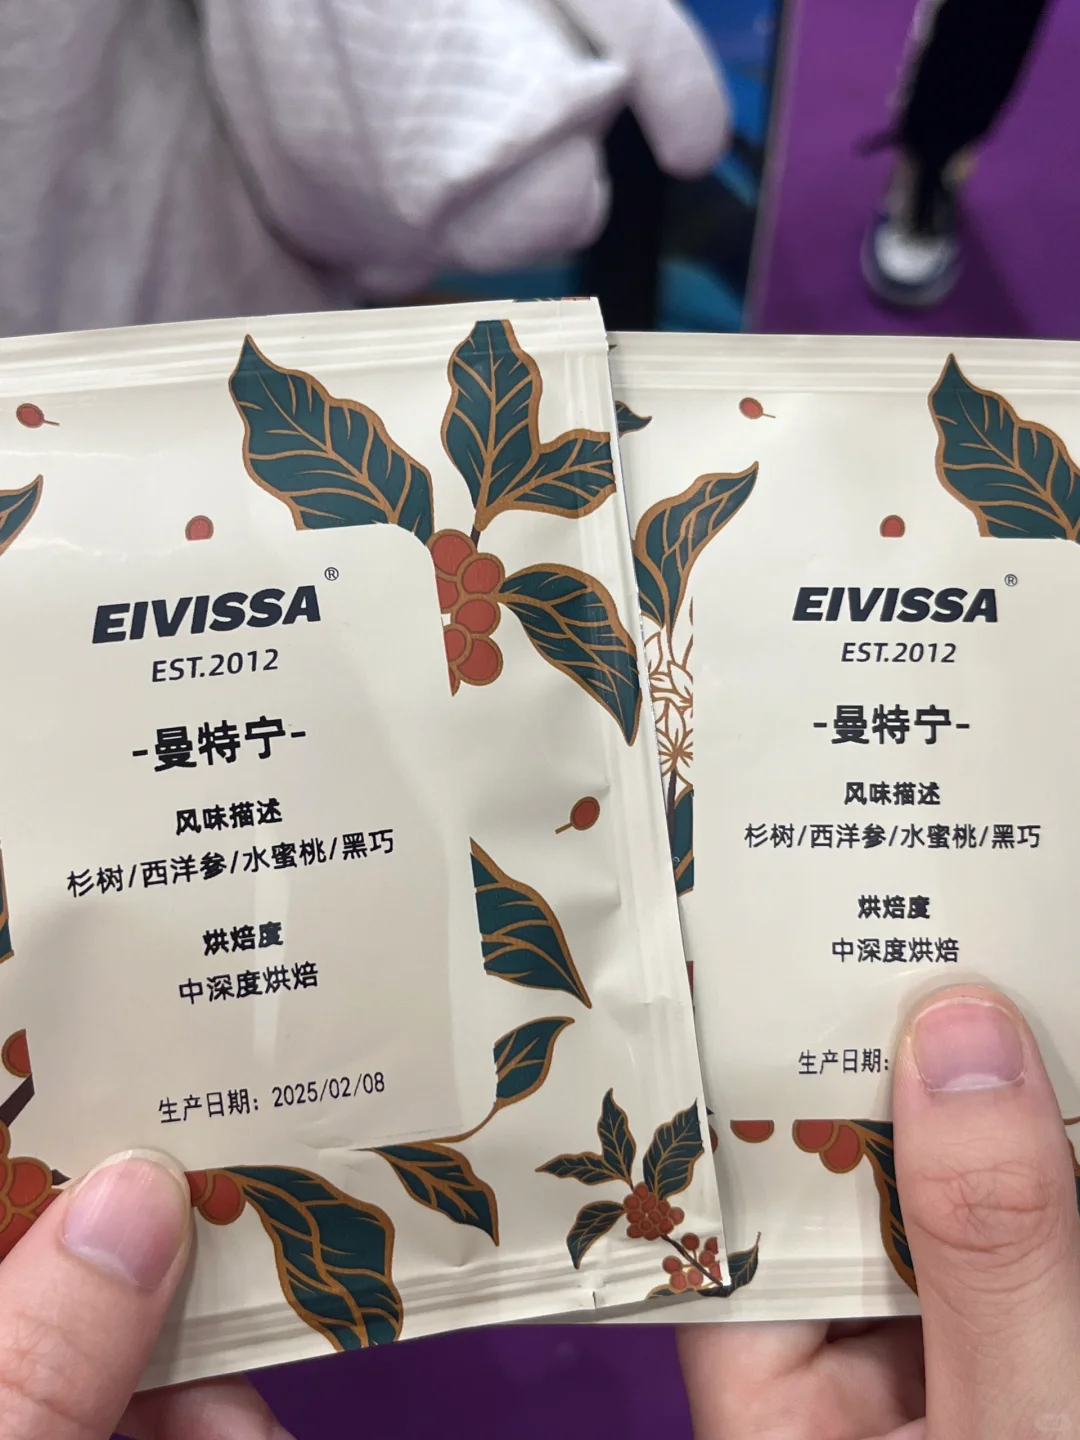 EIVISSA®
EST.2012
-曼特宁-
风味描述
杉树/西洋参/水蜜桃/黑巧
烘焙度
中深度烘焙
生产日期: 2025/02/08
EIVISSA®
EST.2012
-曼特宁-
风味描述
杉树/西洋参/水蜜桃/黑巧
烘焙度
中深度烘焙
生产日期: